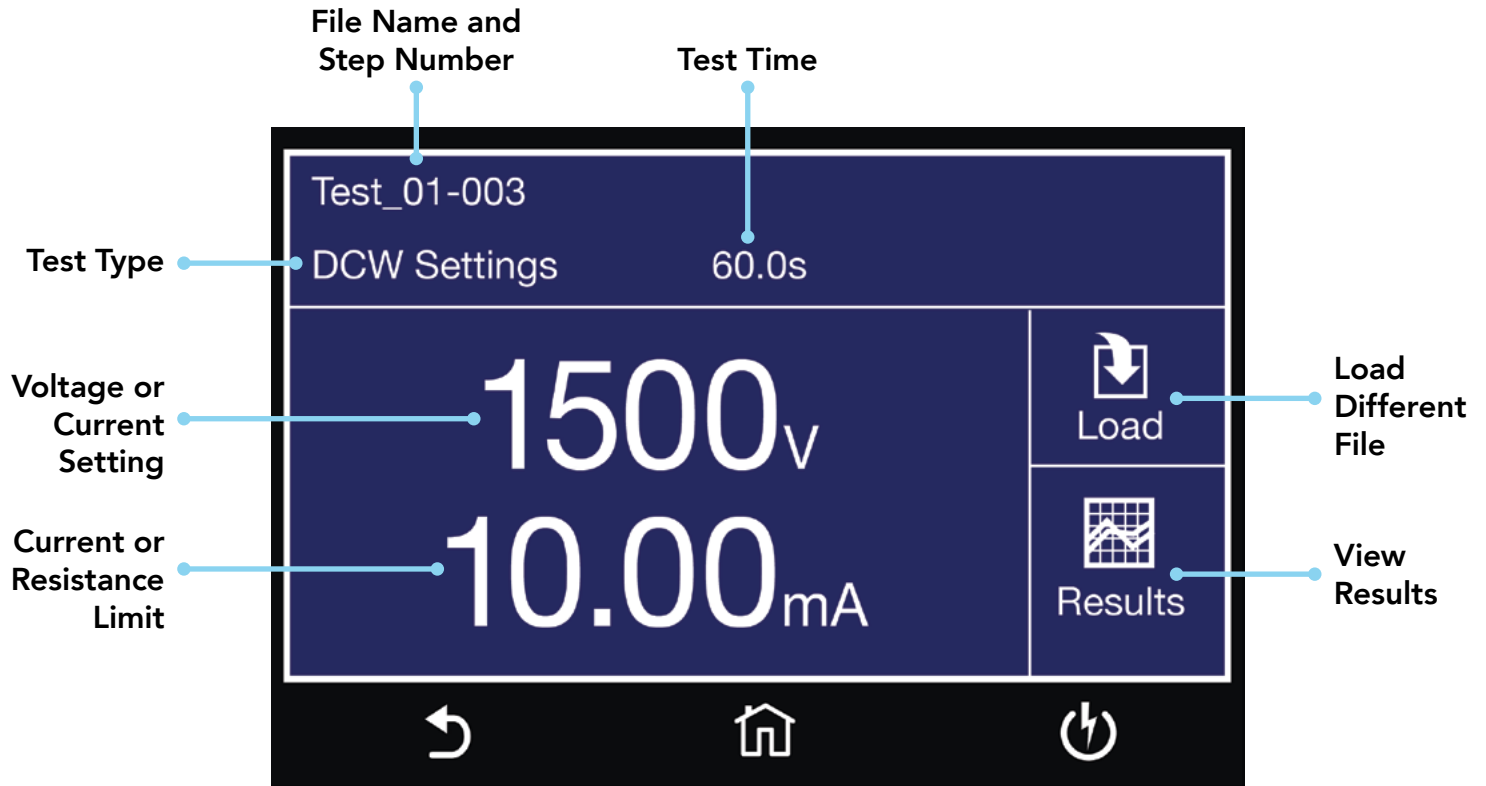 File Name and
Step Number
Test Time
Test_01-003
Test Type
DCW Settings
60.0s
Voltage or
Current
Setting
1500V
Load
Load
Different
File
Current or
Resistance
Limit
10.00mA
Results
View
Results